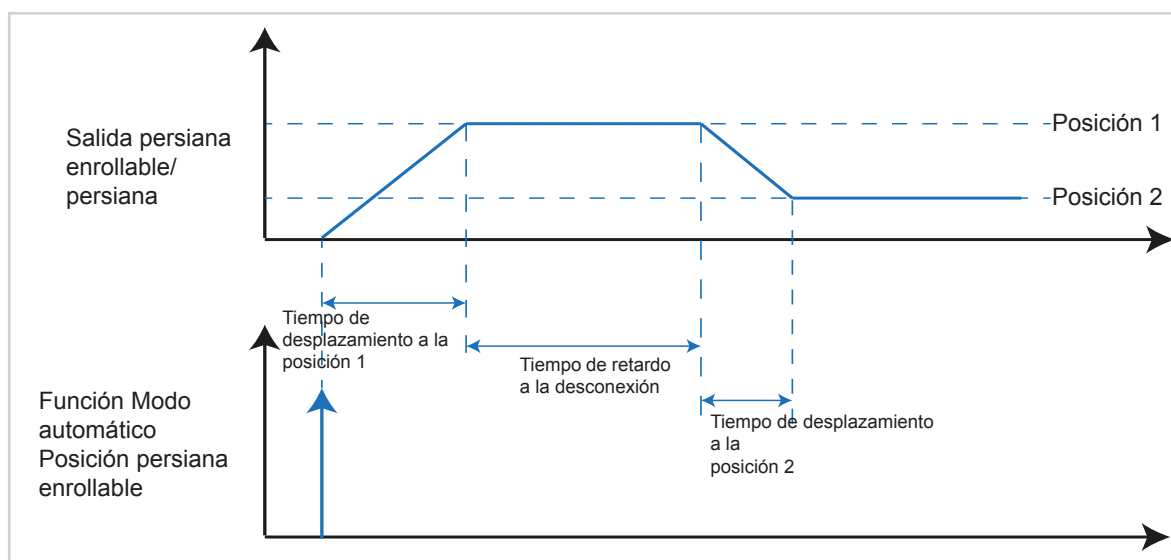 Salida persiana
enrollable/
persiana
Posición 1
Posición 2
Tiempo de
desplazamiento a la
posición 1
Tiempo de retardo
a la desconexión
Tiempo de desplazamiento
a la
posición 2
Función Modo
automático
Posición persiana
enrollable